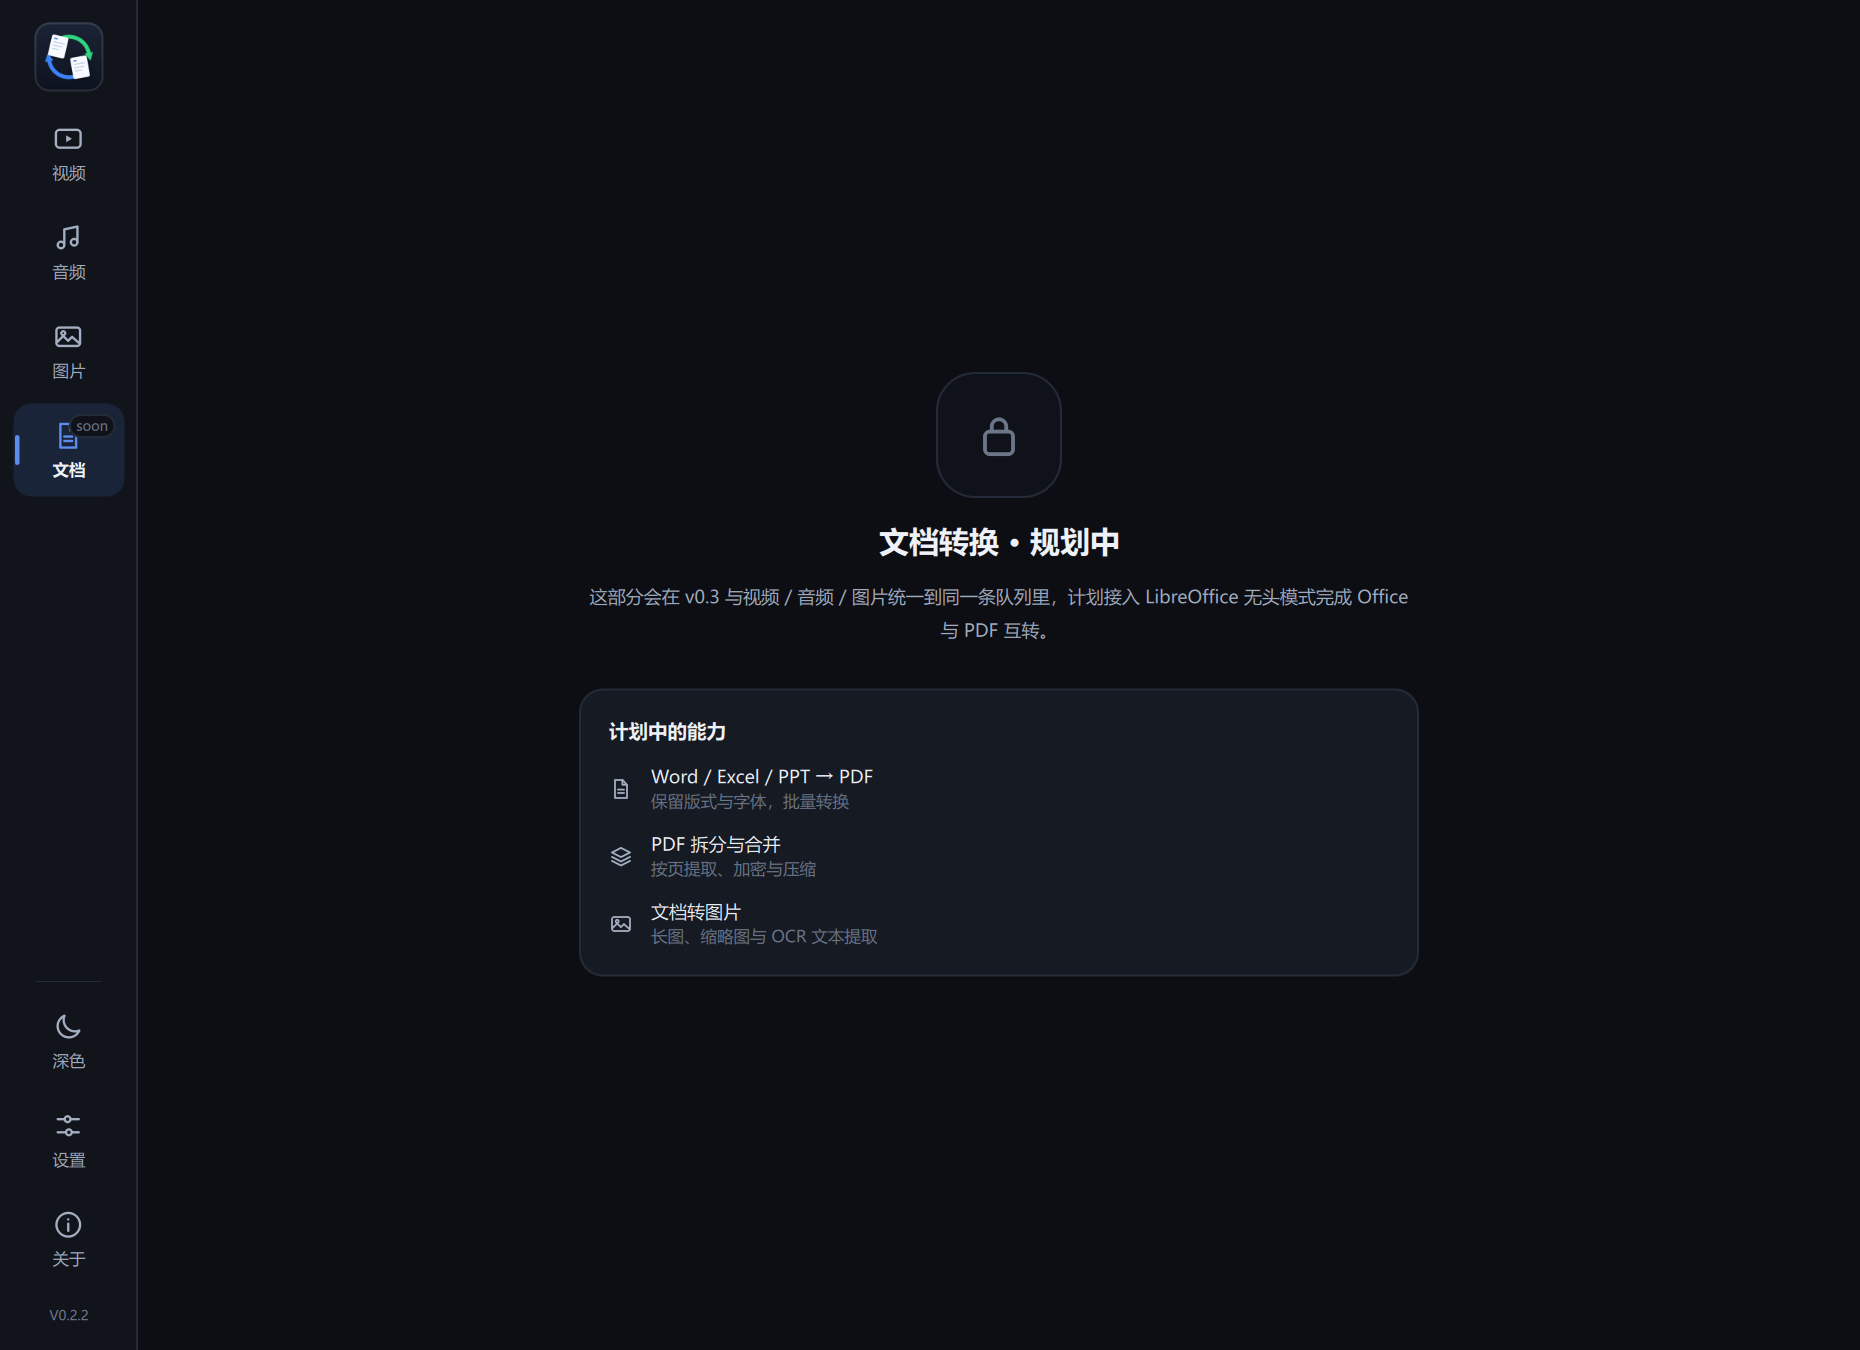 视频
音频
图片
soon
文档
深色
设置
关于
V0.2.2
文档转换 · 规划中
这部分会在 v0.3 与视频 / 音频 / 图片统一到同一条队列里，计划接入 LibreOffice 无头模式完成 Office
与 PDF 互转。
计划中的能力
Word / Excel / PPT → PDF
保留版式与字体，批量转换
PDF 拆分与合并
按页提取、加密与压缩
文档转图片
长图、缩略图与 OCR 文本提取